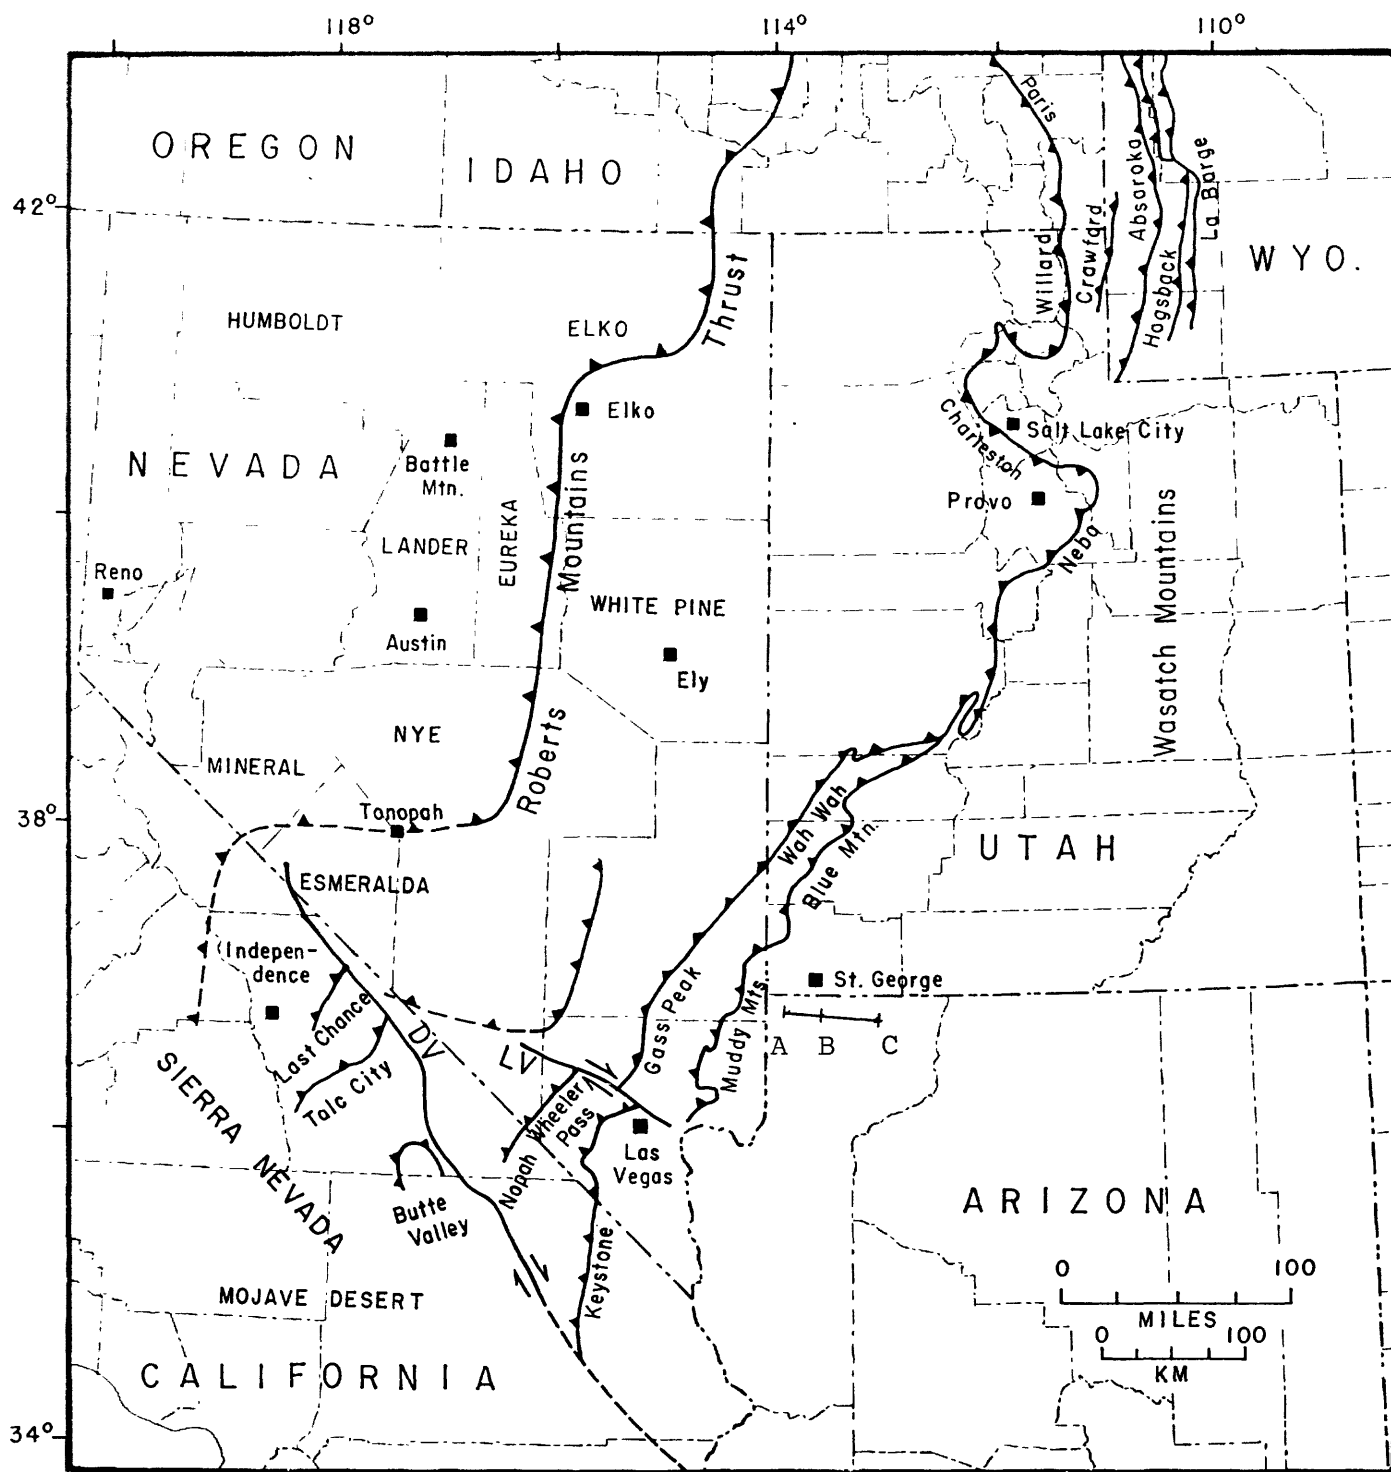 118°
114°
110°
OREGON
IDAHO
42°
Paris
Absaroka
La Barge
Willard
Crawford
Hogsback
WYO.
HUMBOLDT
ELKO
Thrust
Elko
NEVADA
Battle
Mtn.
Mountains
Charleston
Salt Lake City
Provo
Nebo
Wasatch Mountains
LANDER
EUREKA
Reno
Austin
WHITE PINE
Ely
NYE
Roberts
MINERAL
Tonopah
38°
Wah Wah
Blue Mtn.
UTAH
ESMERALDA
Indepen-
dence
Gass Peak
Muddy Mts.
St. George
A B C
Last Chance
Talc City
DV
LV
SIERRA NEVADA
Wheeler
Pass
Nopah
Las
Vegas
Butte
Valley
Keystone
ARIZONA
MOJAVE DESERT
CALIFORNIA
0 100
MILES
0 100
KM
34°